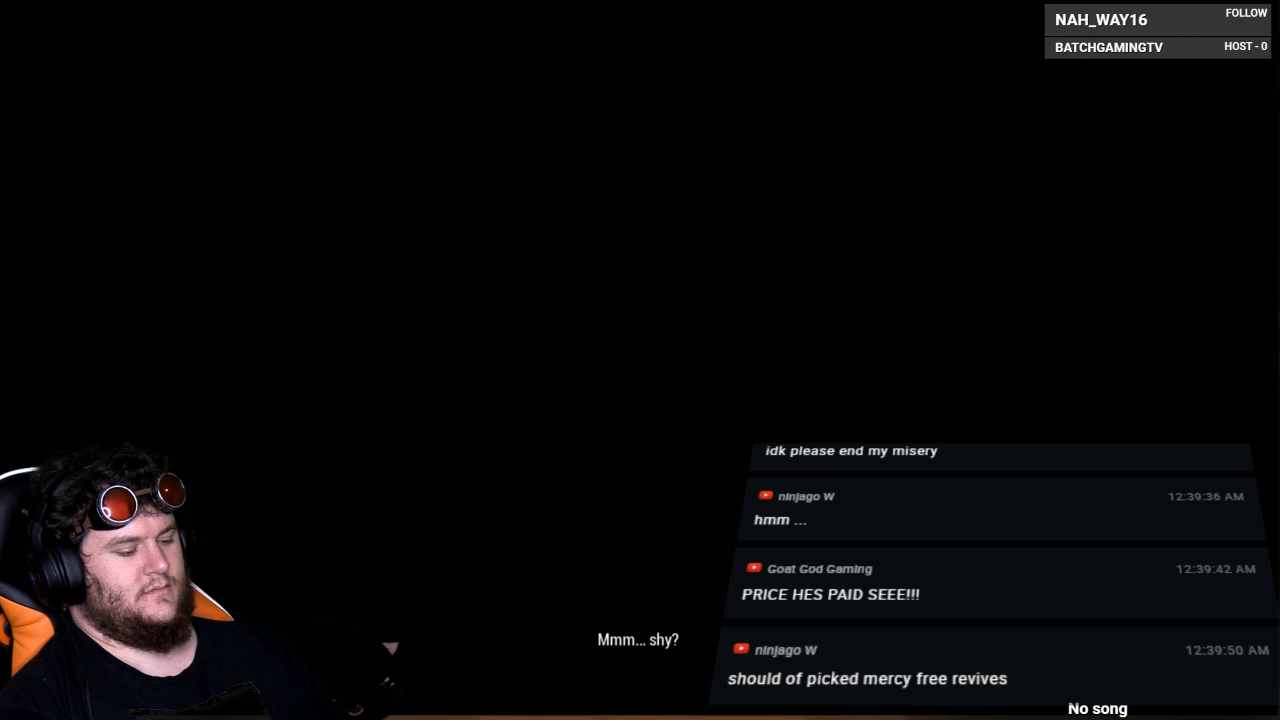 NAH_WAY16 FOLLOW
BATCHGAMINGTV HOST - 0
idk please end my misery
ninjago W 12:39:36 AM
hmm ...
Goat God Gaming 12:39:42 AM
PRICE HES PAID SEEE!!!
Mmm... shy?
ninjago W 12:39:50 AM
should of picked mercy free revives
No song